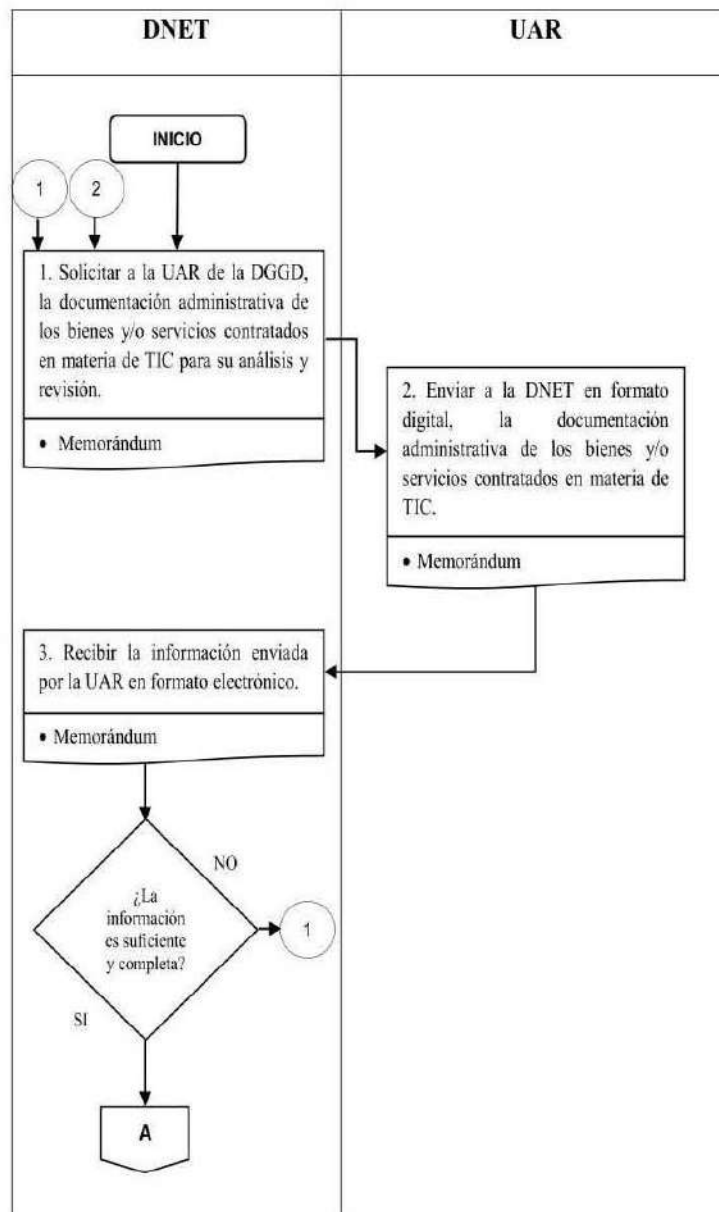 DNET
UAR
INICIO
1
2
1. Solicitar a la UAR de la DGGD,
la documentación administrativa de
los bienes y/o servicios contratados
en materia de TIC para su análisis y
revisión.
• Memorándum
2. Enviar a la DNET en formato
digital, la documentación
administrativa de los bienes y/o
servicios contratados en materia de
TIC.
• Memorándum
3. Recibir la información enviada
por la UAR en formato electrónico.
• Memorándum
NO
¿La
información
es suficiente
y completa?
1
SI
A